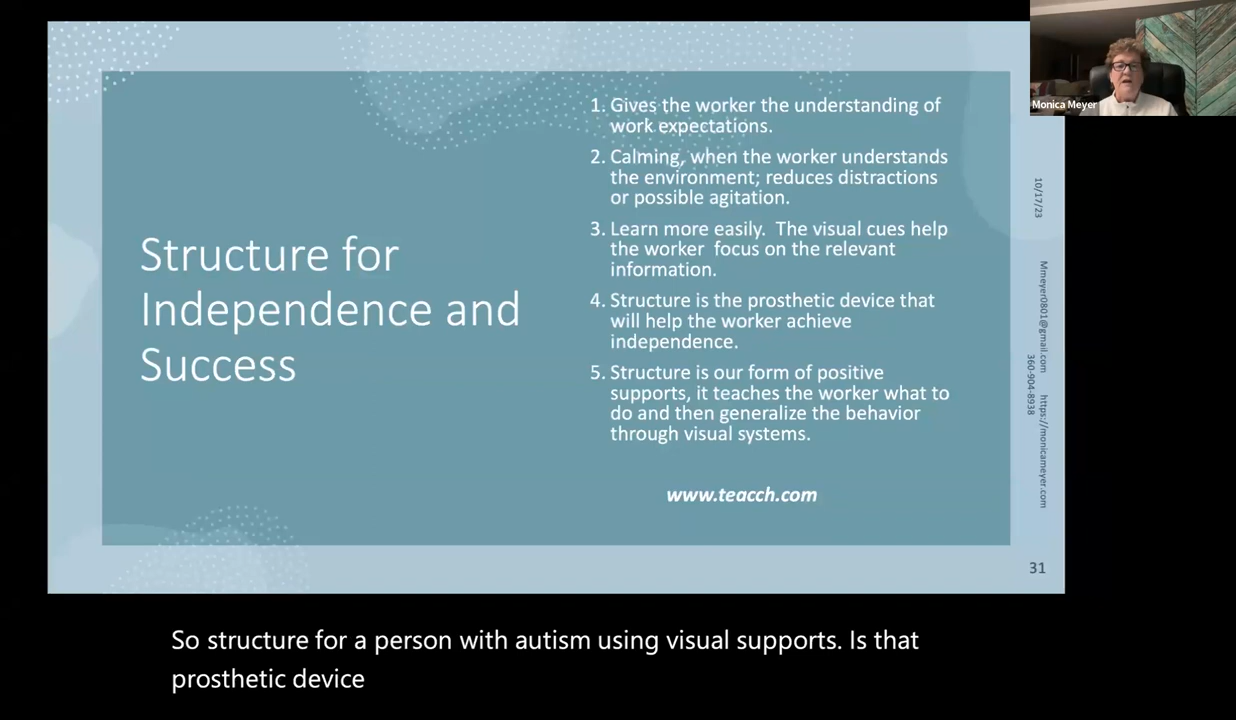 Structure for
Independence and
Success
1. Gives the worker the understanding of
work expectations.
2. Calming, when the worker understands
the environment; reduces distractions
or possible agitation.
3. Learn more easily.  The visual cues help
the worker  focus on the relevant
information.
4. Structure is the prosthetic device that
will help the worker achieve
independence.
5. Structure is our form of positive
supports, it teaches the worker what to
do and then generalize the behavior
through visual systems.
www.teacch.com
10/17/23
Mmeyer0801@gmail.com     https://monicameyer.com
360-904-8938
31
Monica Meyer
So structure for a person with autism using visual supports. Is that
prosthetic device